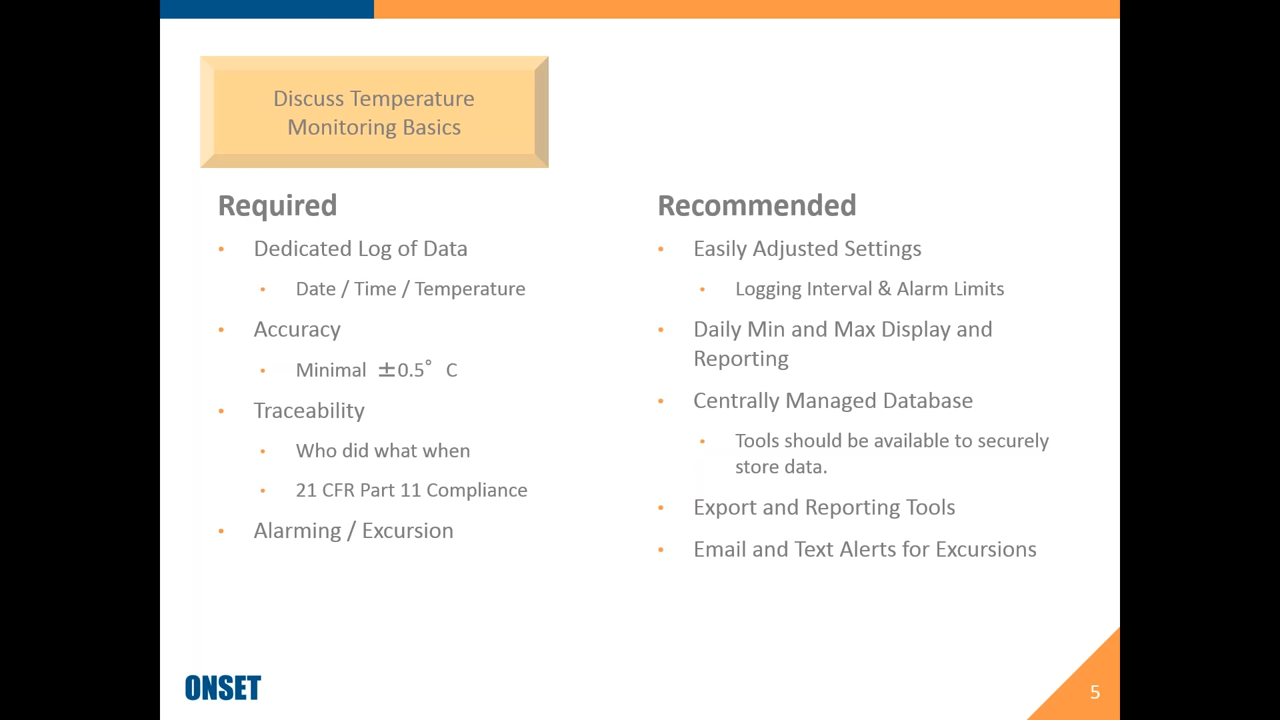 Discuss Temperature
Monitoring Basics
Required
• Dedicated Log of Data
• Date / Time / Temperature
• Accuracy
• Minimal ±0.5° C
• Traceability
• Who did what when
• 21 CFR Part 11 Compliance
• Alarming / Excursion
Recommended
• Easily Adjusted Settings
• Logging Interval & Alarm Limits
• Daily Min and Max Display and
Reporting
• Centrally Managed Database
• Tools should be available to securely
store data.
• Export and Reporting Tools
• Email and Text Alerts for Excursions
ONSET
5